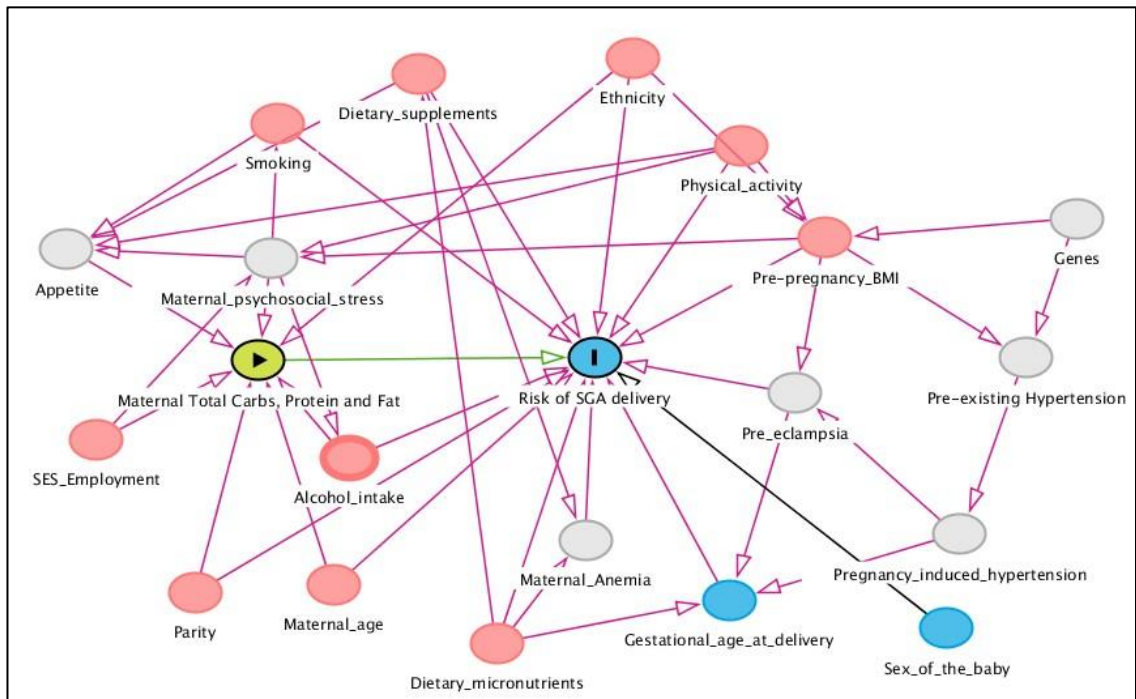 Dietary_supplements
Ethnicity
Smoking
Physical_activity
Appetite
Maternal_psychosocial_stress
Pre-pregnancy_BMI
Genes
Maternal Total Carbs, Protein and Fat
Risk of SGA delivery
Pre-existing Hypertension
SES_Employment
Alcohol_intake
Pre_eclampsia
Maternal_Anemia
Pregnancy_induced_hypertension
Parity
Maternal_age
Gestational_age_at_delivery
Sex_of_the_baby
Dietary_micronutrients